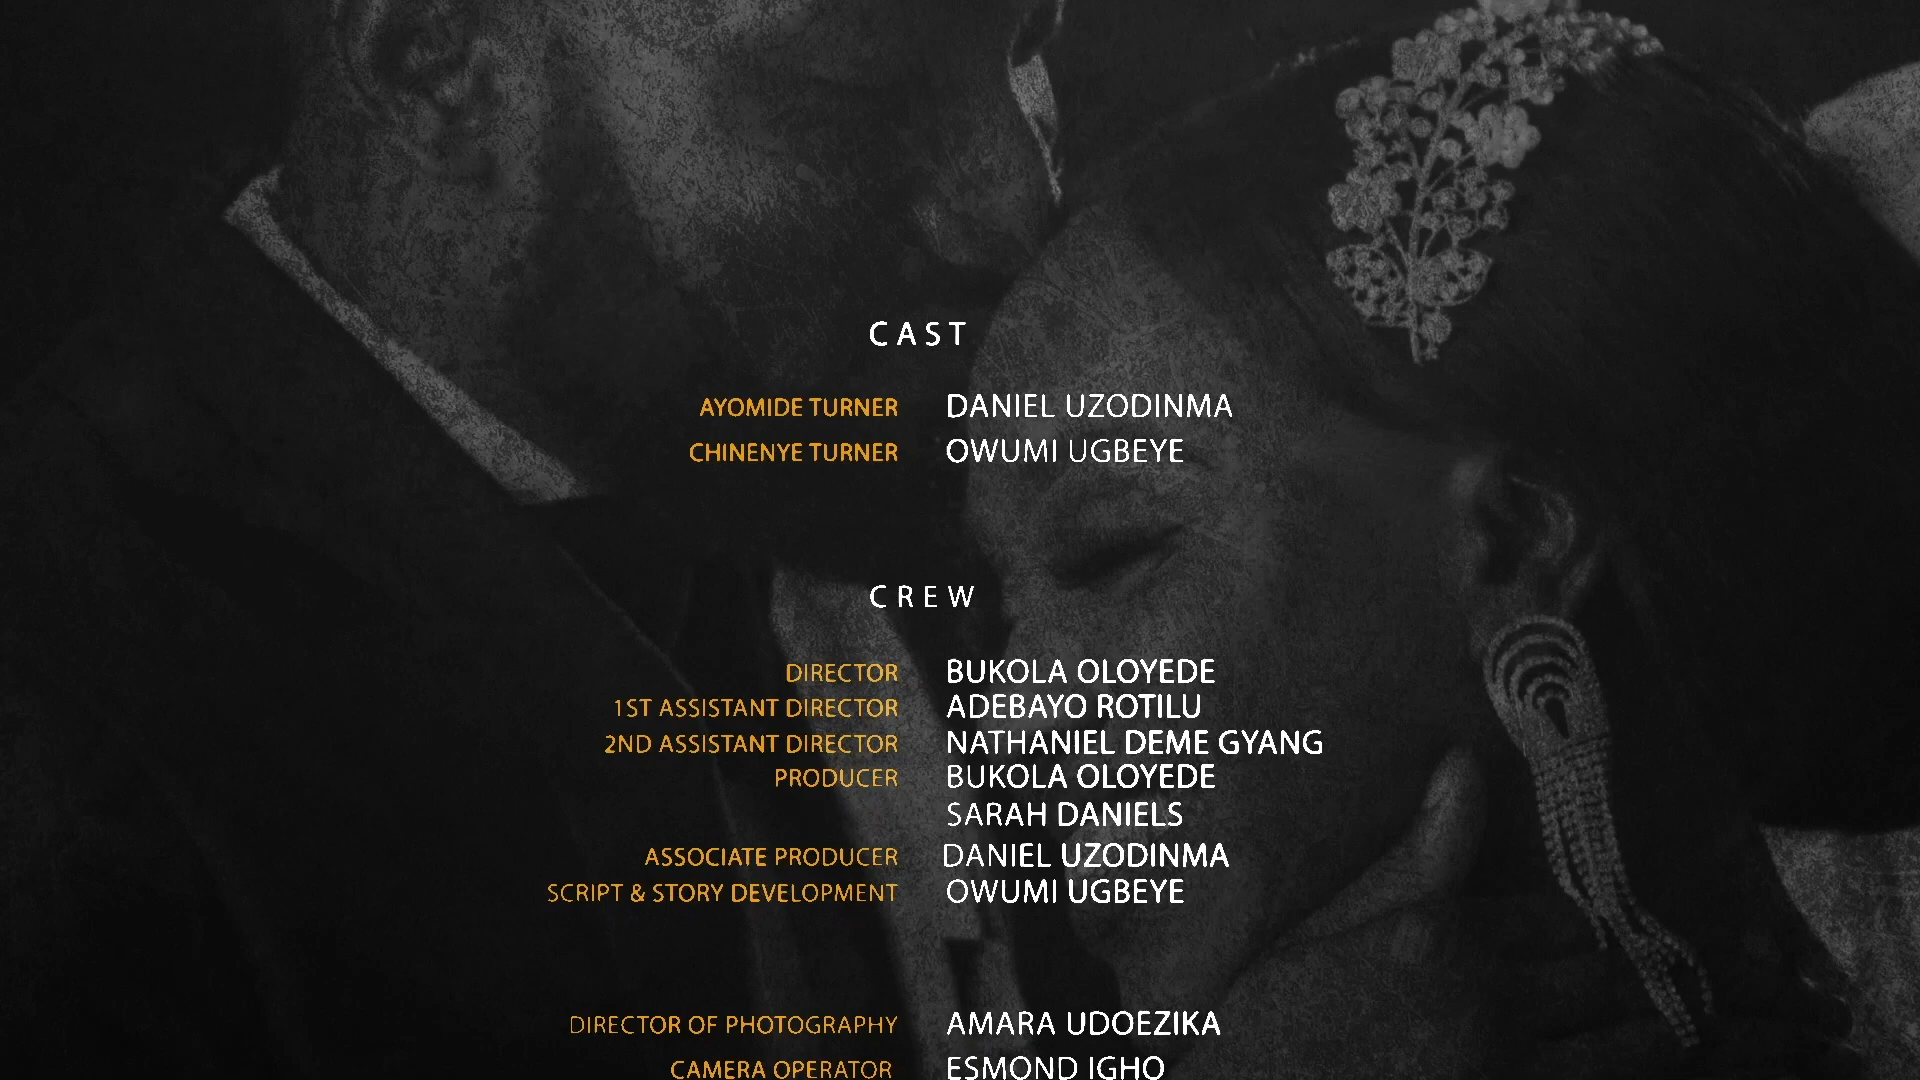 CAST
AYOMIDE TURNER DANIEL UZODINMA
CHINENYE TURNER OWUMI UGBEYE
CREW
DIRECTOR BUKOLA OLOYEDE
1ST ASSISTANT DIRECTOR ADEBAYO ROTILU
2ND ASSISTANT DIRECTOR NATHANIEL DEME GYANG
PRODUCER BUKOLA OLOYEDE
SARAH DANIELS
ASSOCIATE PRODUCER DANIEL UZODINMA
SCRIPT & STORY DEVELOPMENT OWUMI UGBEYE
DIRECTOR OF PHOTOGRAPHY AMARA UDOEZIKA
CAMERA OPERATOR ESMOND IGHO